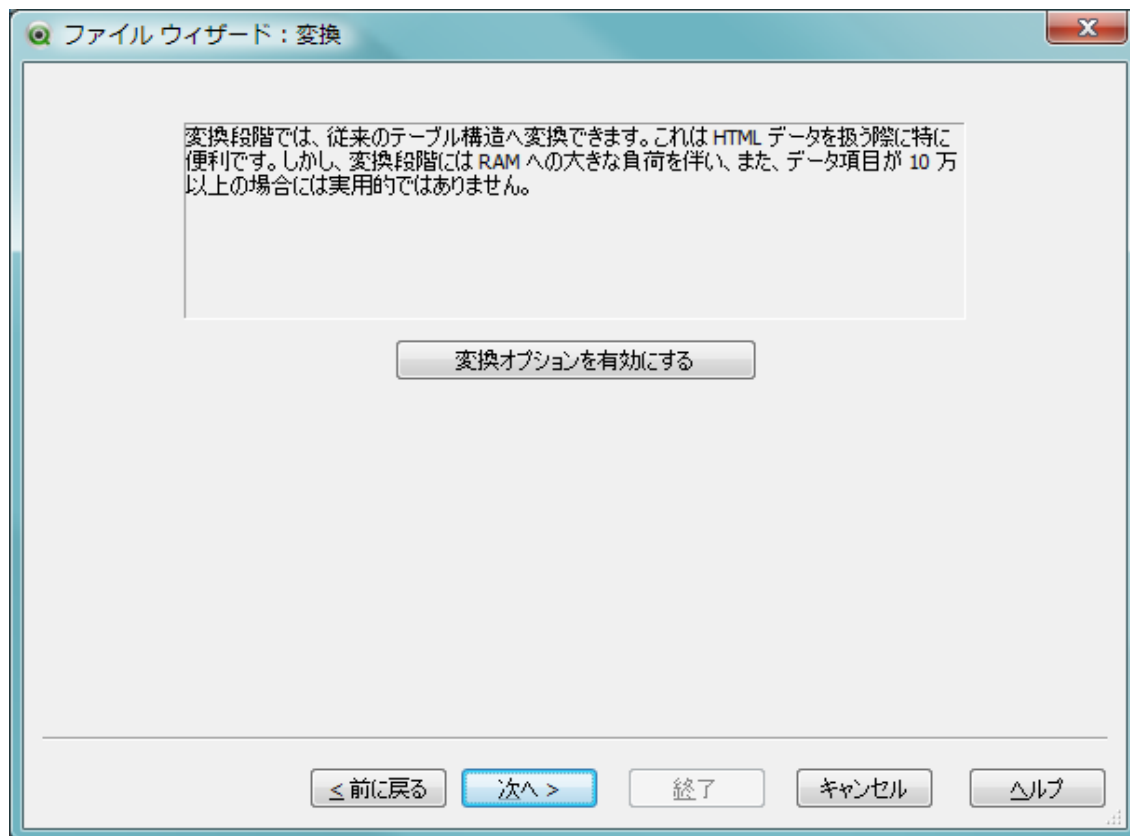 ファイル ウィザード：変換
変換段階では、従来のテーブル構造へ変換できます。これは HTML データを扱う際に特に
便利です。しかし、変換段階には RAM への大きな負荷を伴い、また、データ項目が 10 万
以上の場合には実用的ではありません。
変換オプションを有効にする
< 前に戻る
次へ >
終了
キャンセル
ヘルプ